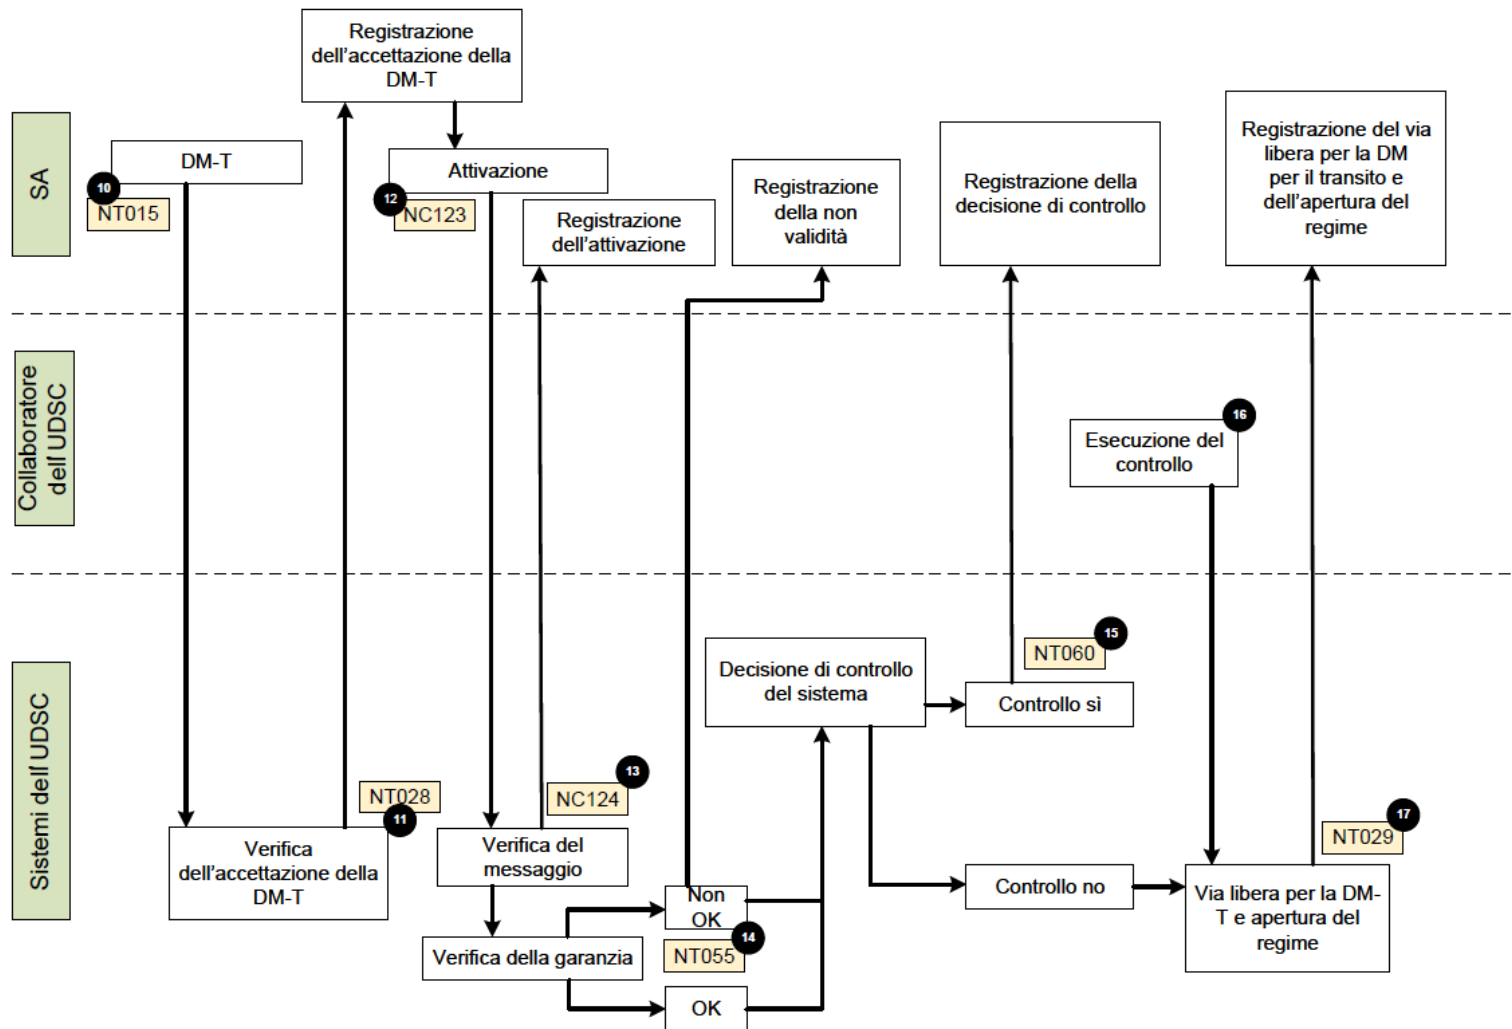 Registrazione
dell'accettazione della
DM-T
SA
DM-T
10
NT015
Attivazione
12
NC123
Registrazione
dell'attivazione
Registrazione
della non
validità
Registrazione della
decisione di controllo
Registrazione del via
libera per la DM
per il transito e
dell'apertura del
regime
Collaboratore
dell'UDSC
16
Esecuzione del
controllo
Sistemi dell'UDSC
NT028
11
Verifica
dell'accettazione della
DM-T
13
NC124
Verifica del
messaggio
Verifica della garanzia
Non
OK
14
NT055
OK
Decisione di controllo
del sistema
15
NT060
Controllo sì
Controllo no
17
NT029
Via libera per la DM-
T e apertura del
regime